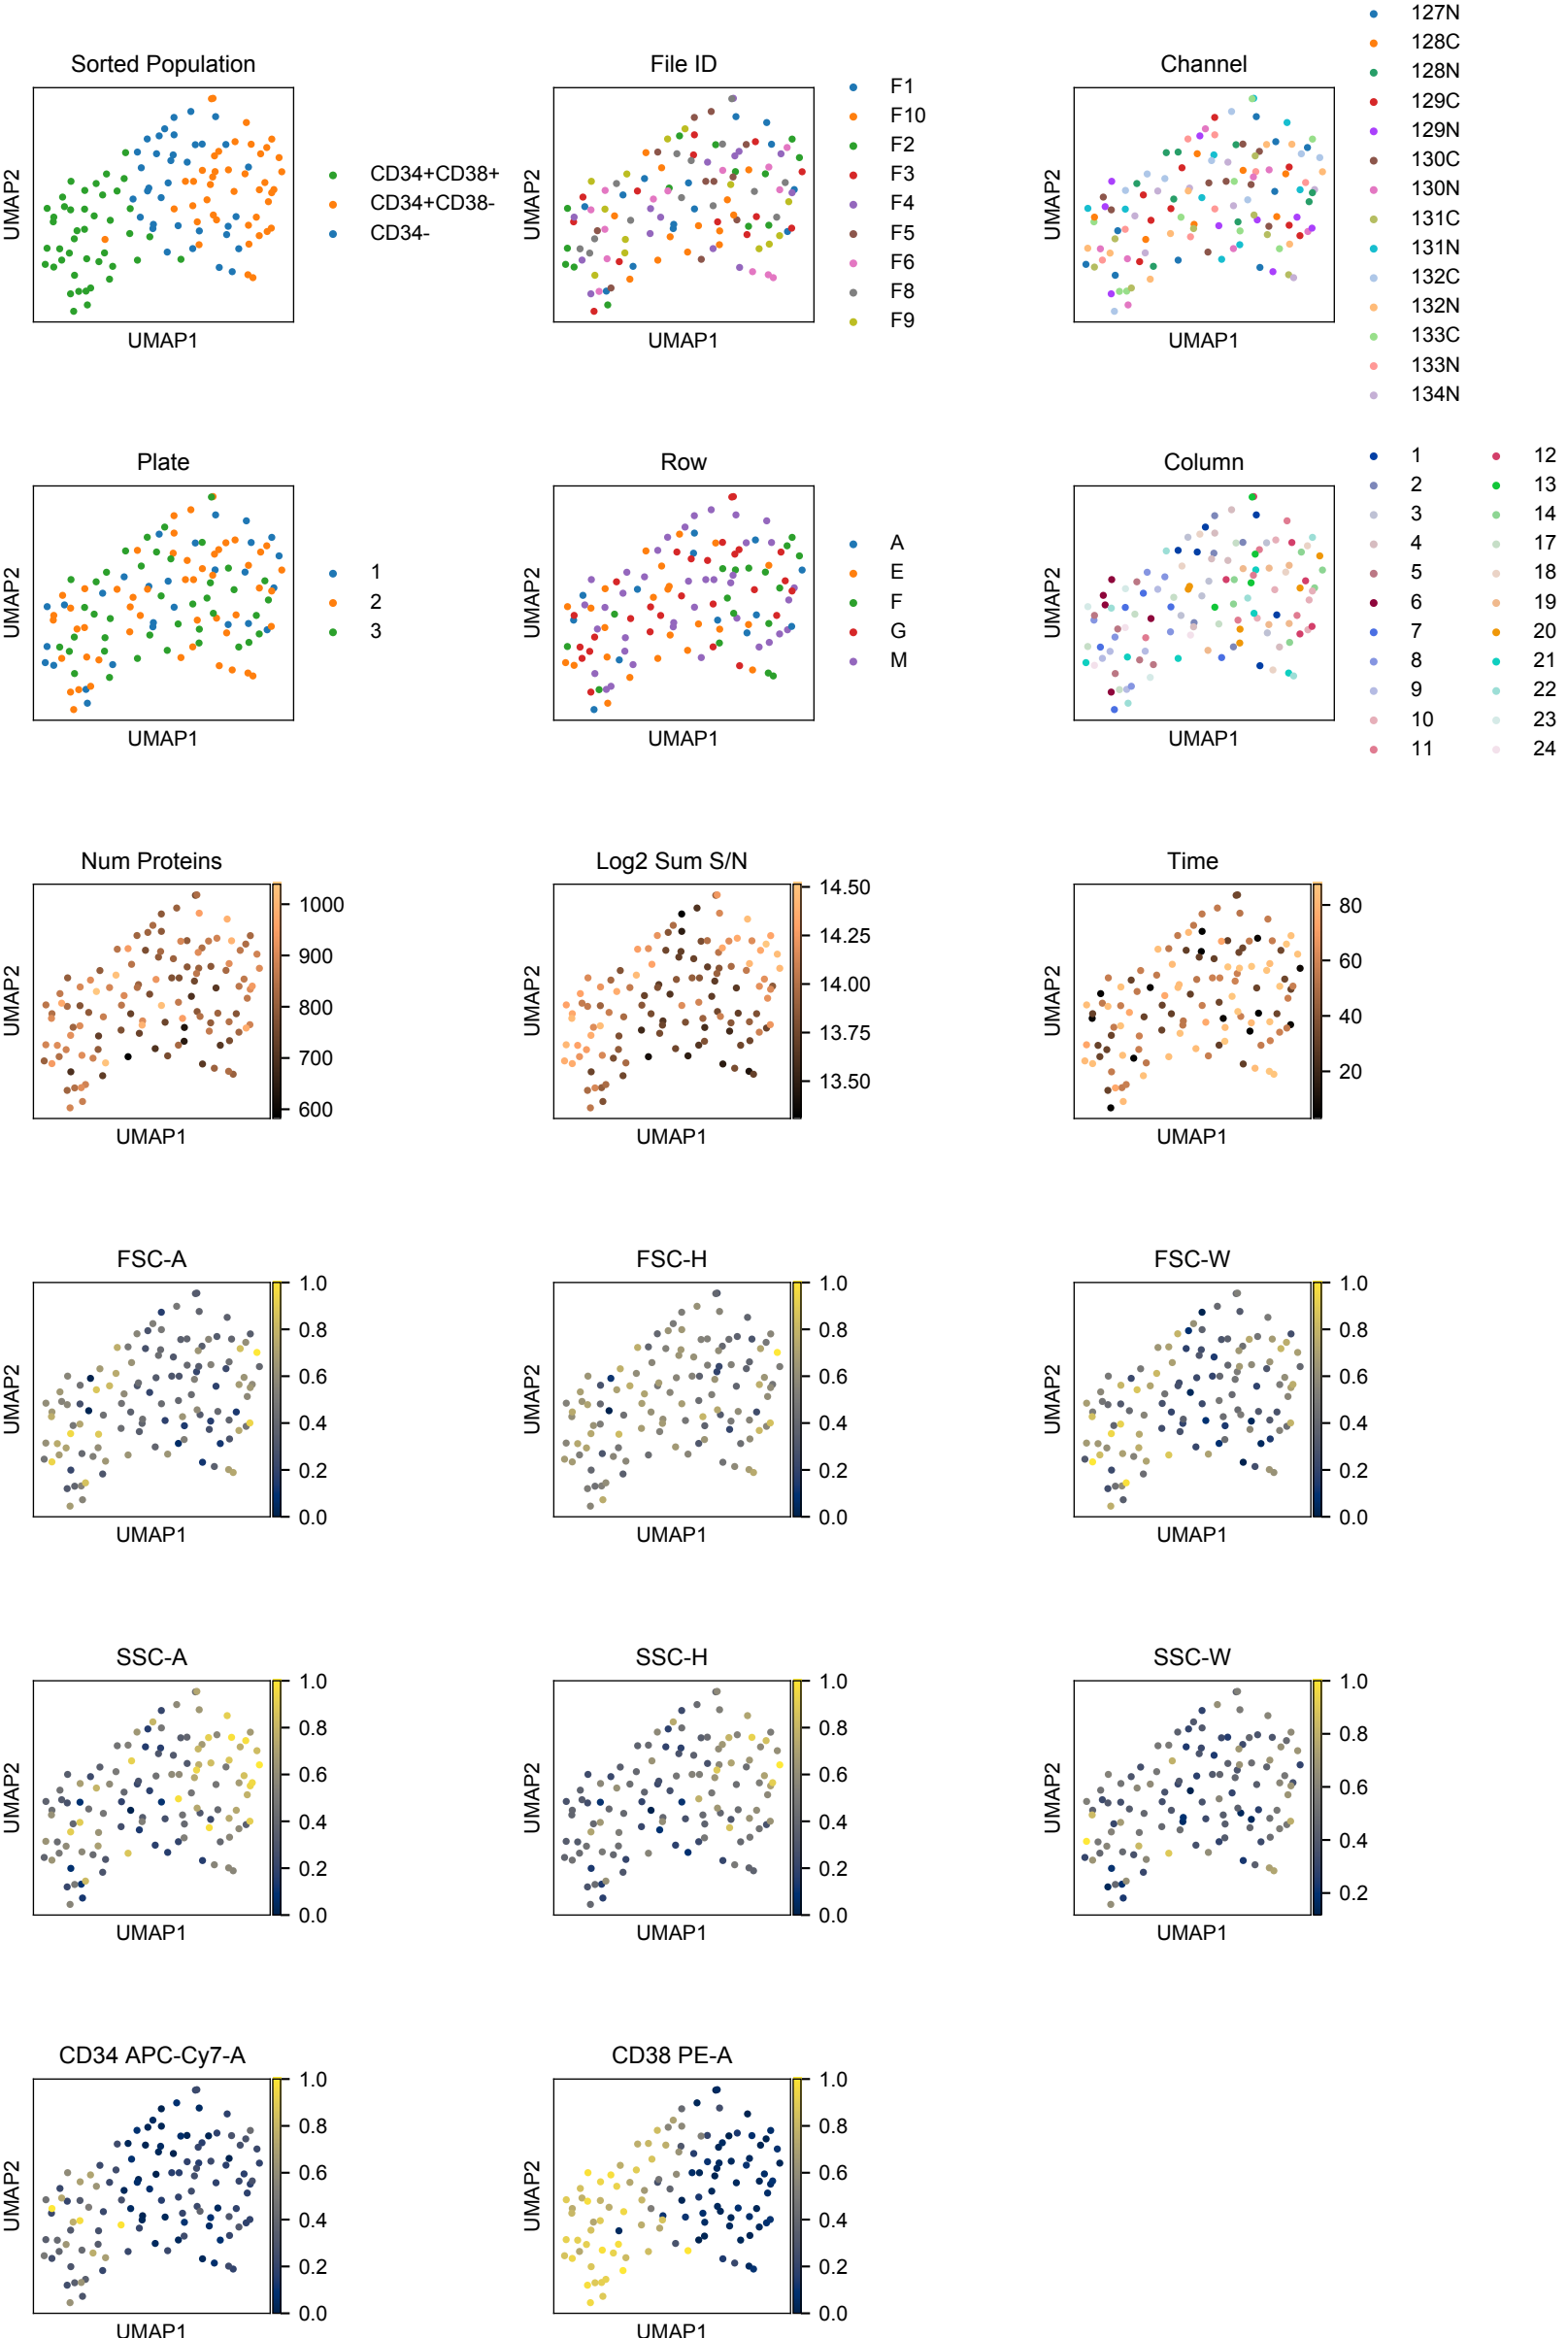 Sorted Population
UMAP2
UMAP1
CD34+CD38+
CD34+CD38-
CD34-
File ID
UMAP2
UMAP1
F1
F10
F2
F3
F4
F5
F6
F8
F9
Channel
UMAP2
UMAP1
127N
128C
128N
129C
129N
130C
130N
131C
131N
132C
132N
133C
133N
134N
Plate
UMAP2
UMAP1
1
2
3
Row
UMAP2
UMAP1
A
E
F
G
M
Column
UMAP2
UMAP1
1
2
3
4
5
6
7
8
9
10
11
12
13
14
17
18
19
20
21
22
23
24
Num Proteins
UMAP2
UMAP1
1000
900
800
700
600
Log2 Sum S/N
UMAP2
UMAP1
14.50
14.25
14.00
13.75
13.50
Time
UMAP2
UMAP1
80
60
40
20
FSC-A
UMAP2
UMAP1
1.0
0.8
0.6
0.4
0.2
0.0
FSC-H
UMAP2
UMAP1
1.0
0.8
0.6
0.4
0.2
0.0
FSC-W
UMAP2
UMAP1
1.0
0.8
0.6
0.4
0.2
0.0
SSC-A
UMAP2
UMAP1
1.0
0.8
0.6
0.4
0.2
0.0
SSC-H
UMAP2
UMAP1
1.0
0.8
0.6
0.4
0.2
0.0
SSC-W
UMAP2
UMAP1
1.0
0.8
0.6
0.4
0.2
CD34 APC-Cy7-A
UMAP2
UMAP1
1.0
0.8
0.6
0.4
0.2
0.0
CD38 PE-A
UMAP2
UMAP1
1.0
0.8
0.6
0.4
0.2
0.0